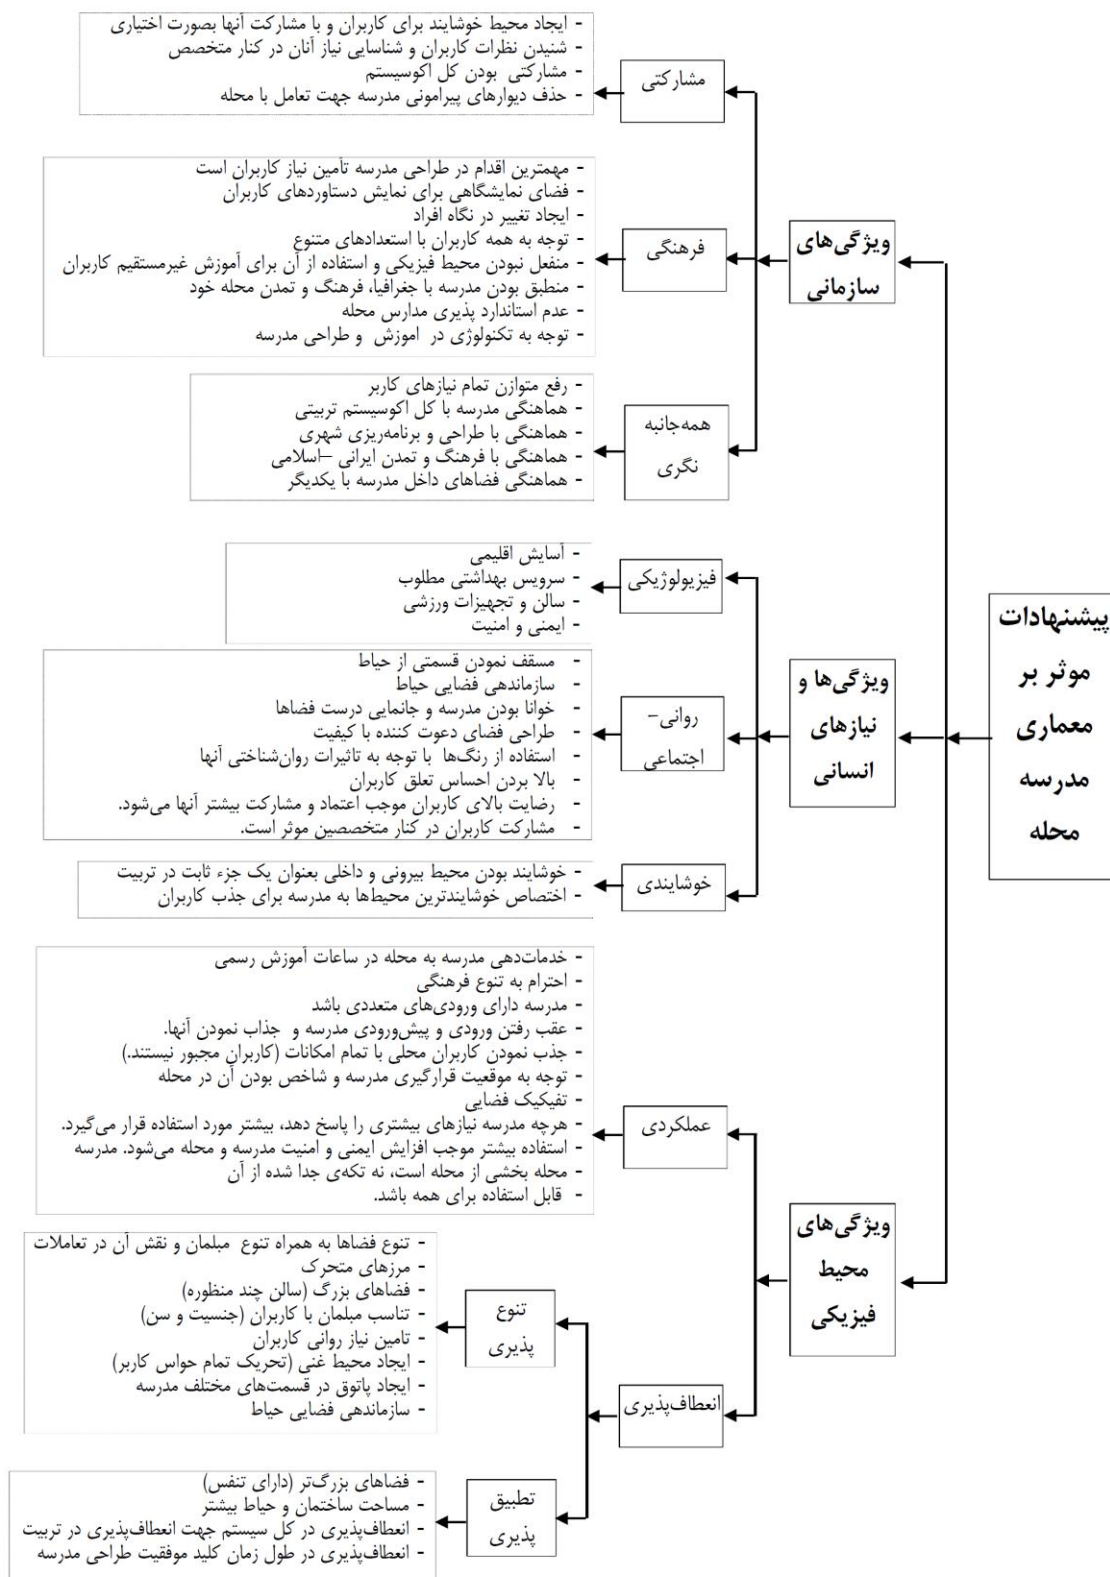 پیشنهادات
موثر بر
معماری
مدرسه
محله
ویژگی‌های
سازمانی
مشارکتی
- ایجاد محیط خوشایند برای کاربران و با مشارکت آنها بصورت اختیاری
- شنیدن نظرات کاربران و شناسایی نیاز آنان در کنار متخصص
- مشارکتی بودن کل اکوسیستم
- حذف دیوارهای پیرامونی مدرسه جهت تعامل با محله
فرهنگی
- مهمترین اقدام در طراحی مدرسه تأمین نیاز کاربران است
- فضای نمایشگاهی برای نمایش دستاوردهای کاربران
- ایجاد تغییر در نگاه افراد
- توجه به همه کاربران با استعدادهای متنوع
- منفعل نبودن محیط فیزیکی و استفاده از آن برای آموزش غیرمستقیم کاربران
- منطبق بودن مدرسه با جغرافیا، فرهنگ و تمدن محله خود
- عدم استاندارد پذیری مدارس محله
- توجه به تکنولوژی در اموزش و طراحی مدرسه
همه‌جانبه
نگری
- رفع متوازن تمام نیازهای کاربر
- هماهنگی مدرسه با کل اکوسیستم تربیتی
- هماهنگی با طراحی و برنامه‌ریزی شهری
- هماهنگی با فرهنگ و تمدن ایرانی –اسلامی
- هماهنگی فضاهای داخل مدرسه با یکدیگر
ویژگی‌ها و
نیازهای
انسانی
فیزیولوژیکی
- آسایش اقلیمی
- سرویس بهداشتی مطلوب
- سالن و تجهیزات ورزشی
- ایمنی و امنیت
روانی–
اجتماعی
- مسقف نمودن قسمتی از حیاط
- سازماندهی فضایی حیاط
- خوانا بودن مدرسه و جانمایی درست فضاها
- طراحی فضای دعوت کننده با کیفیت
- استفاده از رنگ‌ها با توجه به تاثیرات روان‌شناختی آنها
- بالا بردن احساس تعلق کاربران
- رضایت بالای کاربران موجب اعتماد و مشارکت بیشتر آنها می‌شود.
- مشارکت کاربران در کنار متخصصین موثر است.
خوشایندی
- خوشایند بودن محیط بیرونی و داخلی بعنوان یک جزء ثابت در تربیت
- اختصاص خوشایندترین محیط‌ها به مدرسه برای جذب کاربران
ویژگی‌های
محیط
فیزیکی
عملکردی
- خدمات‌دهی مدرسه به محله در ساعات آموزش رسمی
- احترام به تنوع فرهنگی
- مدرسه دارای ورودی‌های متعددی باشد
- عقب رفتن ورودی و پیش‌ورودی مدرسه و جذاب نمودن آنها.
- جذب نمودن کاربران محلی با تمام امکانات (کاربران مجبور نیستند.)
- توجه به موقعیت قرارگیری مدرسه و شاخص بودن آن در محله
- تفیکیک فضایی
- هرچه مدرسه نیازهای بیشتری را پاسخ دهد، بیشتر مورد استفاده قرار می‌گیرد.
- استفاده بیشتر موجب افزایش ایمنی و امنیت مدرسه و محله می‌شود. مدرسه
- محله بخشی از محله است، نه تکه‌ی جدا شده از آن
- قابل استفاده برای همه باشد.
انعطاف‌پذیری
تنوع
پذیری
- تنوع فضاها به همراه تنوع مبلمان و نقش آن در تعاملات
- مرزهای متحرک
- فضاهای بزرگ (سالن چند منظوره)
- تناسب مبلمان با کاربران (جنسیت و سن)
- تامین نیاز روانی کاربران
- ایجاد محیط غنی (تحریک تمام حواس کاربر)
- ایجاد پاتوق در قسمت‌های مختلف مدرسه
- سازماندهی فضایی حیاط
تطبیق
پذیری
- فضاهای بزرگ‌تر (دارای تنفس)
- مساحت ساختمان و حیاط بیشتر
- انعطاف‌پذیری در کل سیستم جهت انعطاف‌پذیری در تربیت
- انعطاف‌پذیری در طول زمان کلید موفقیت طراحی مدرسه